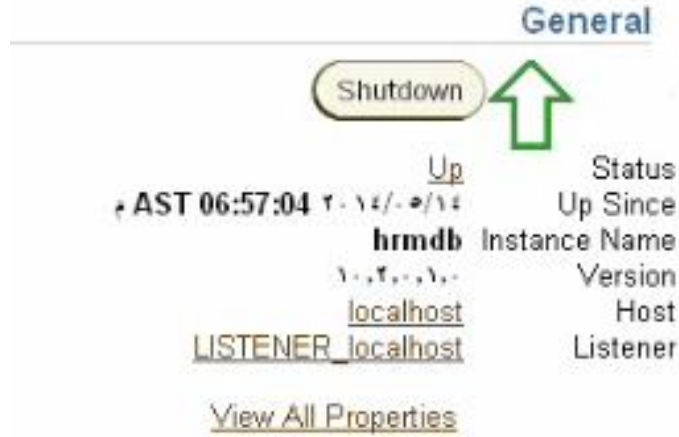 General
Shutdown
Status Up
Up Since ٢٠١٤/٠٥/١٤ 06:57:04 AST م
Instance Name hrmdb
Version ١٠,٢,٠,١,٠
Host localhost
Listener LISTENER_localhost
View All Properties